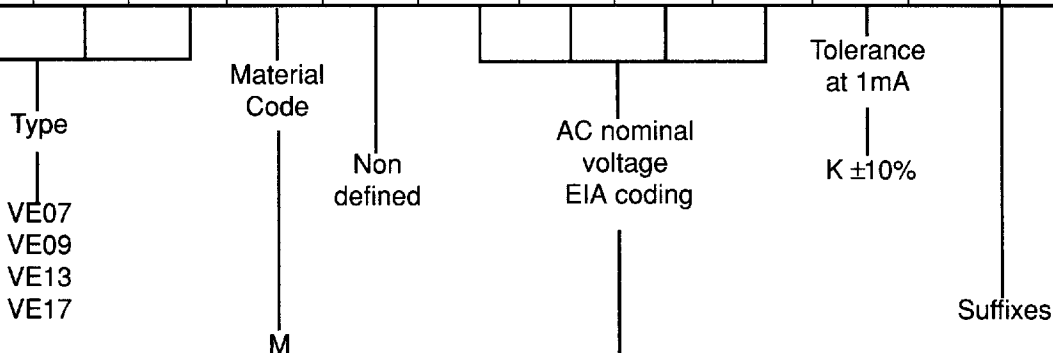 Type
VE07
VE09
VE13
VE17
Material
Code
M
Non
defined
AC nominal
voltage
EIA coding
Tolerance
at 1mA
K ±10%
Suffixes